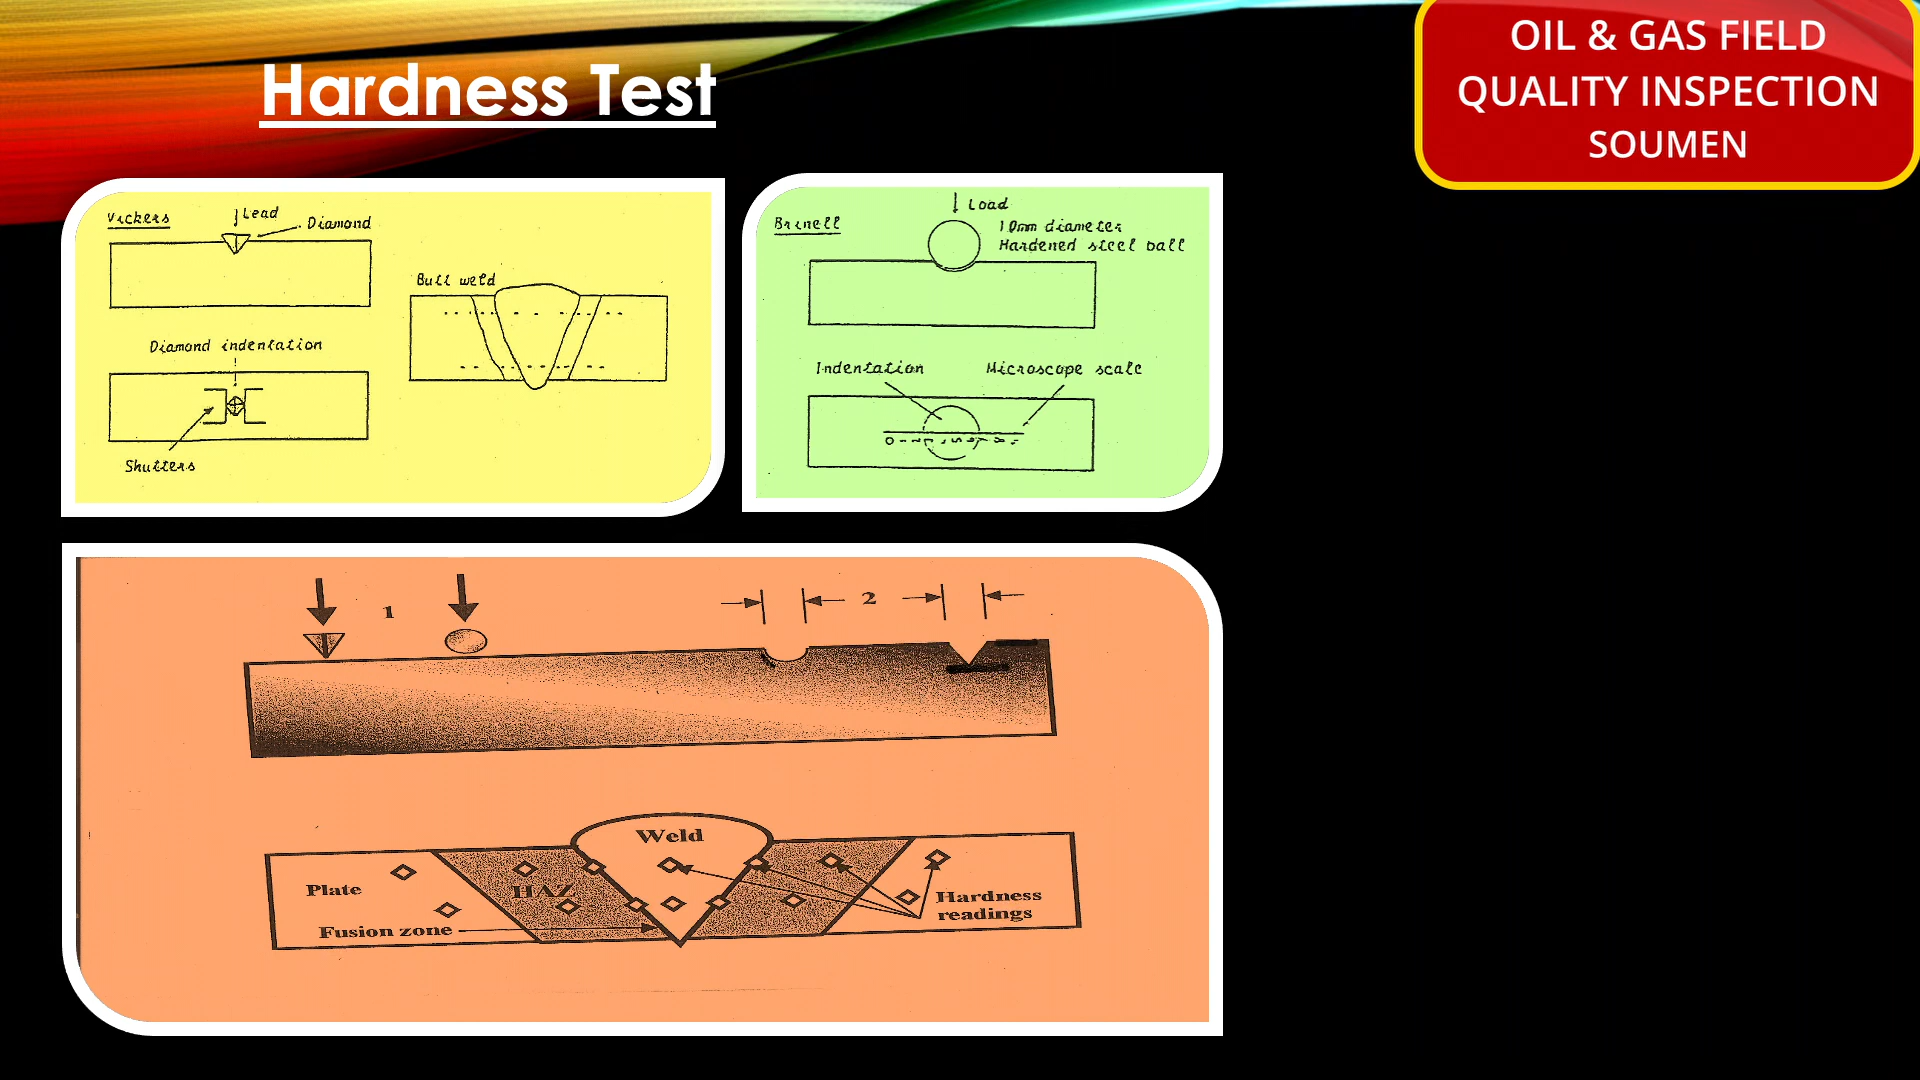 Hardness Test
OIL & GAS FIELD
QUALITY INSPECTION
SOUMEN
Vickers
Lead
Diamond
Diamond indentation
Shutters
Butt weld
Brinell
Load
10mm diameter
Hardened steel ball
Indentation
Microscope scale
1
2
Weld
Plate
HAZ
Fusion zone
Hardness
readings